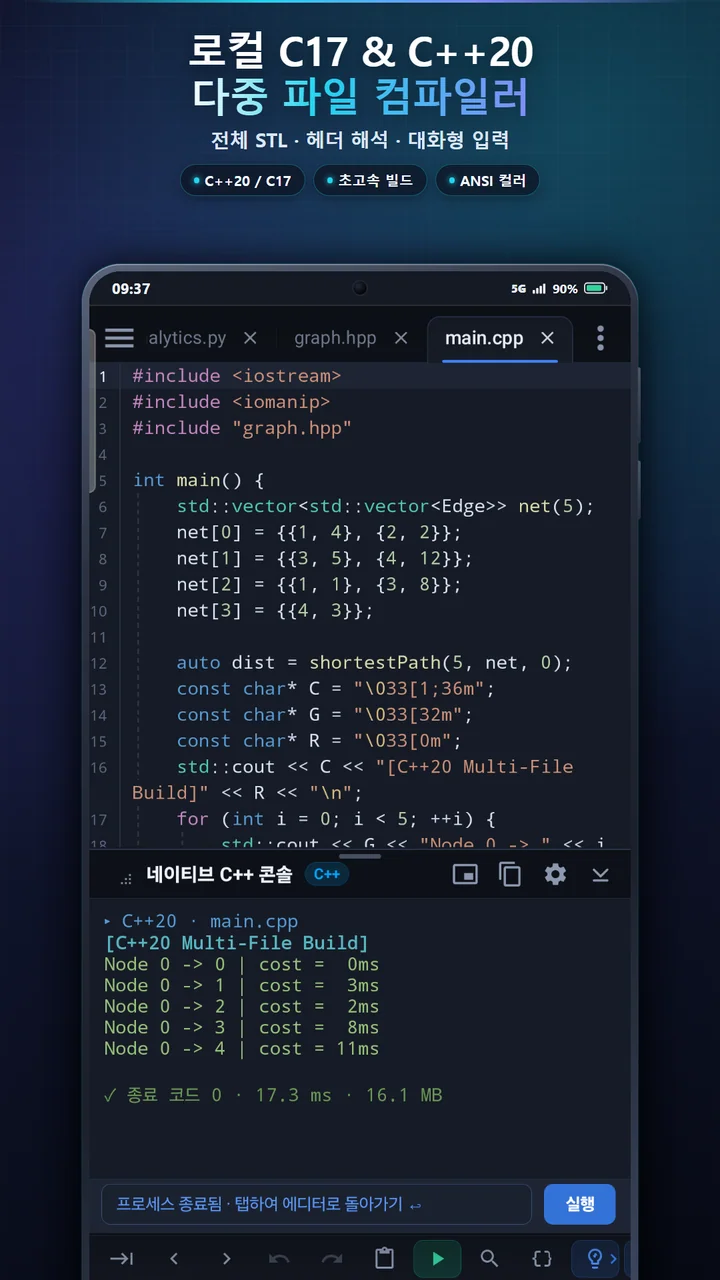 로컬 C17 & C++20
다중 파일 컴파일러
전체 STL · 헤더 해석 · 대화형 입력
C++20 / C17
초고속 빌드
ANSI 컬러
09:37
5G 90%
alytics.py
graph.hpp
main.cpp
1 #include <iostream>
2 #include <iomanip>
3 #include "graph.hpp"
4
5 int main() {
6 std::vector<std::vector<Edge>> net(5);
7 net[0] = {{1, 4}, {2, 2}};
8 net[1] = {{3, 5}, {4, 12}};
9 net[2] = {{1, 1}, {3, 8}};
10 net[3] = {{4, 3}};
11
12 auto dist = shortestPath(5, net, 0);
13 const char* C = "\033[1;36m";
14 const char* G = "\033[32m";
15 const char* R = "\033[0m";
16 std::cout << C << "[C++20 Multi-File
Build]" << R << "\n";
17 for (int i = 0; i < 5; ++i) {
18 std::cout << G << "Node 0 -> " << i
네이티브 C++ 콘솔 C++
▸ C++20 · main.cpp
[C++20 Multi-File Build]
Node 0 -> 0 | cost =  0ms
Node 0 -> 1 | cost =  3ms
Node 0 -> 2 | cost =  2ms
Node 0 -> 3 | cost =  8ms
Node 0 -> 4 | cost = 11ms
✓ 종료 코드 0 · 17.3 ms · 16.1 MB
프로세스 종료됨 · 탭하여 에디터로 돌아가기 ↩
실행